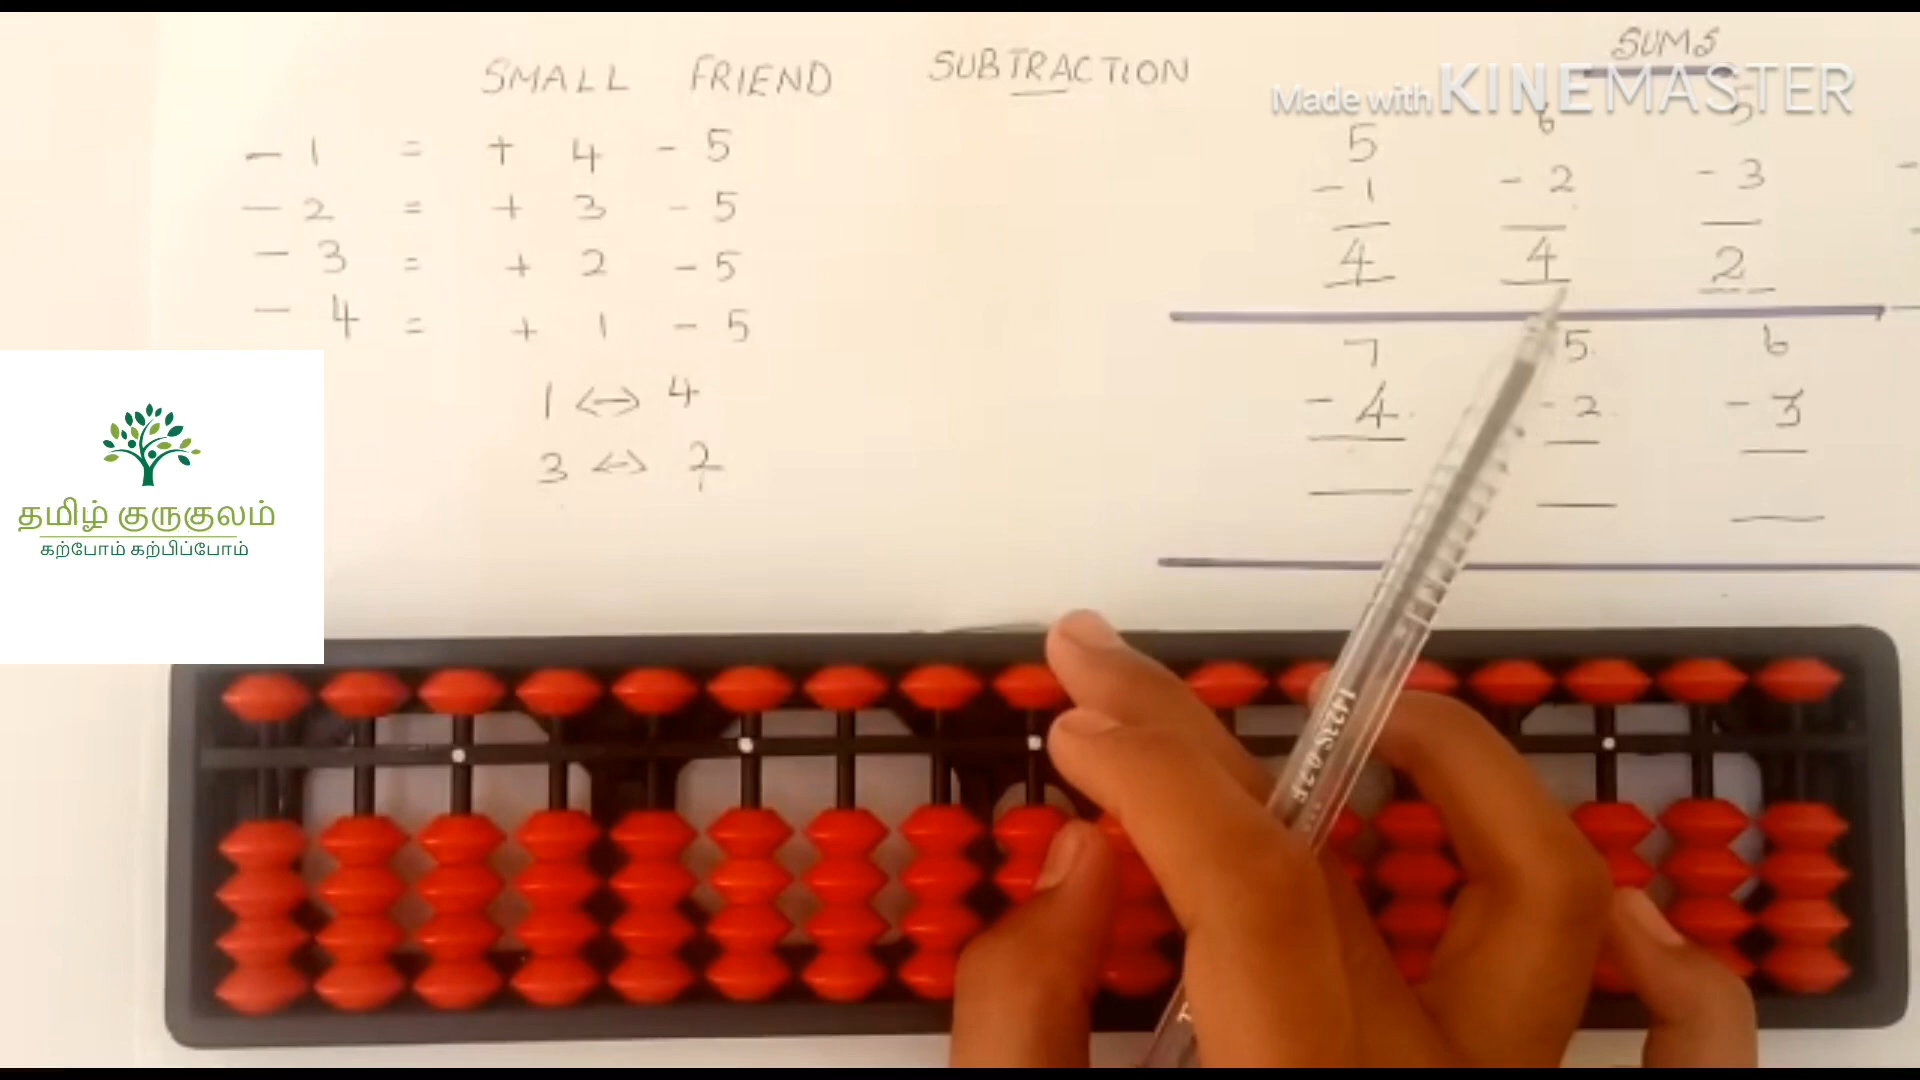 SMALL FRIEND SUBTRACTION
- 1 = + 4 - 5
- 2 = + 3 - 5
- 3 = + 2 - 5
- 4 = + 1 - 5
1 ↔ 4
3 ↔ 2
SUMS
Made with KINEMASTER
5 6 5
- 1 - 2 - 3
4 4 2
7 5 6
- 4 - 2 - 3
தமிழ் குருகுலம்
கற்போம் கற்பிப்போம்